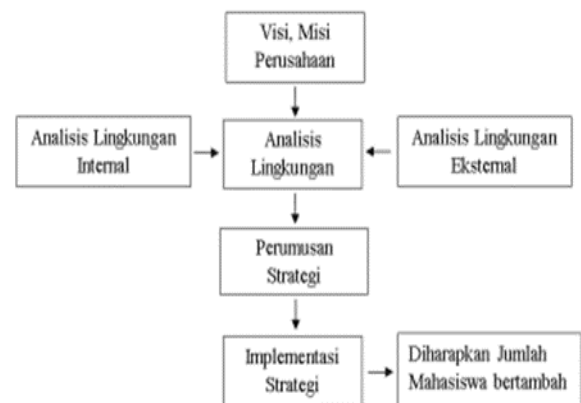 Visi, Misi
Perusahaan
Analisis Lingkungan
Internal
Analisis
Lingkungan
Analisis Lingkungan
Eksternal
Perumusan
Strategi
Implementasi
Strategi
Diharapkan Jumlah
Mahasiswa bertambah